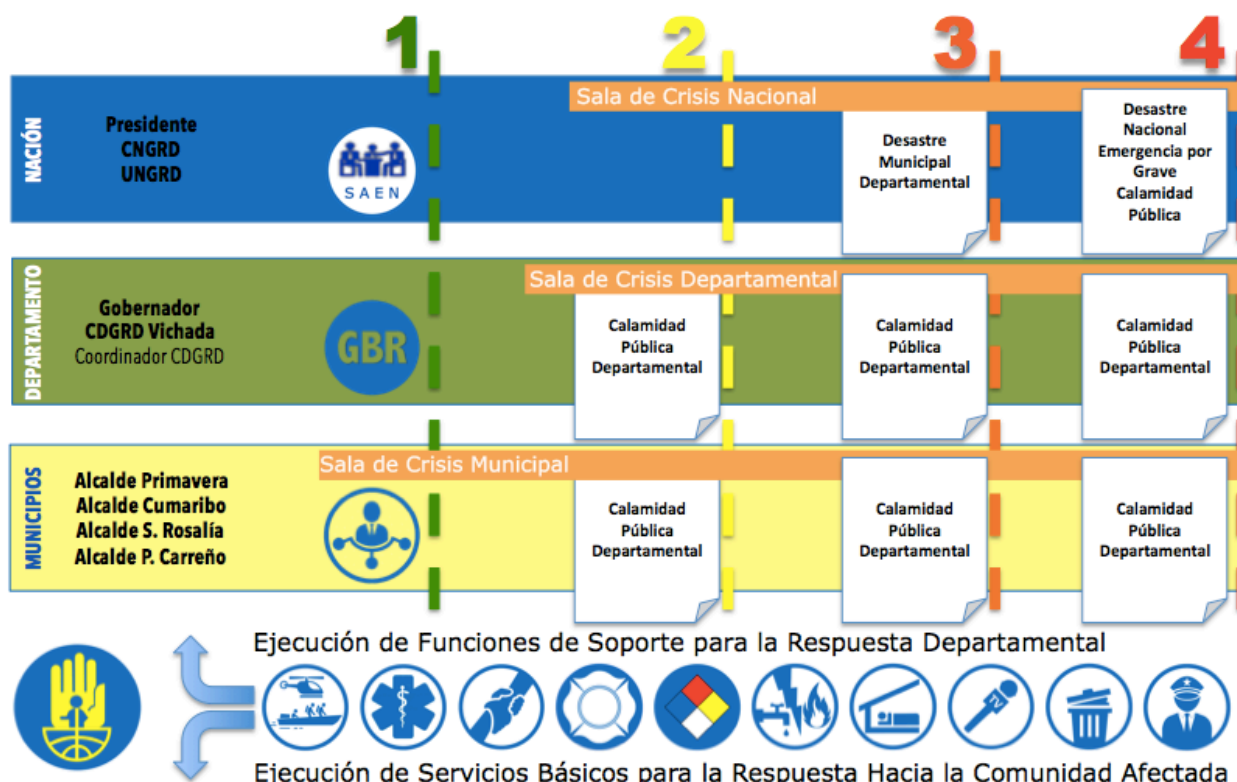 1
2
3
4
NACIÓN
Presidente
CNGRD
UNGRD
SAEN
Sala de Crisis Nacional
Desastre
Municipal
Departamental
Desastre
Nacional
Emergencia por
Grave
Calamidad
Pública
DEPARTAMENTO
Gobernador
CDGRD Vichada
Coordinador CDGRD
GBR
Sala de Crisis Departamental
Calamidad
Pública
Departamental
Calamidad
Pública
Departamental
Calamidad
Pública
Departamental
MUNICIPIOS
Alcalde Primavera
Alcalde Cumaribo
Alcalde S. Rosalía
Alcalde P. Carreño
Sala de Crisis Municipal
Calamidad
Pública
Departamental
Calamidad
Pública
Departamental
Calamidad
Pública
Departamental
Ejecución de Funciones de Soporte para la Respuesta Departamental
Ejecución de Servicios Básicos para la Respuesta Hacia la Comunidad Afectada